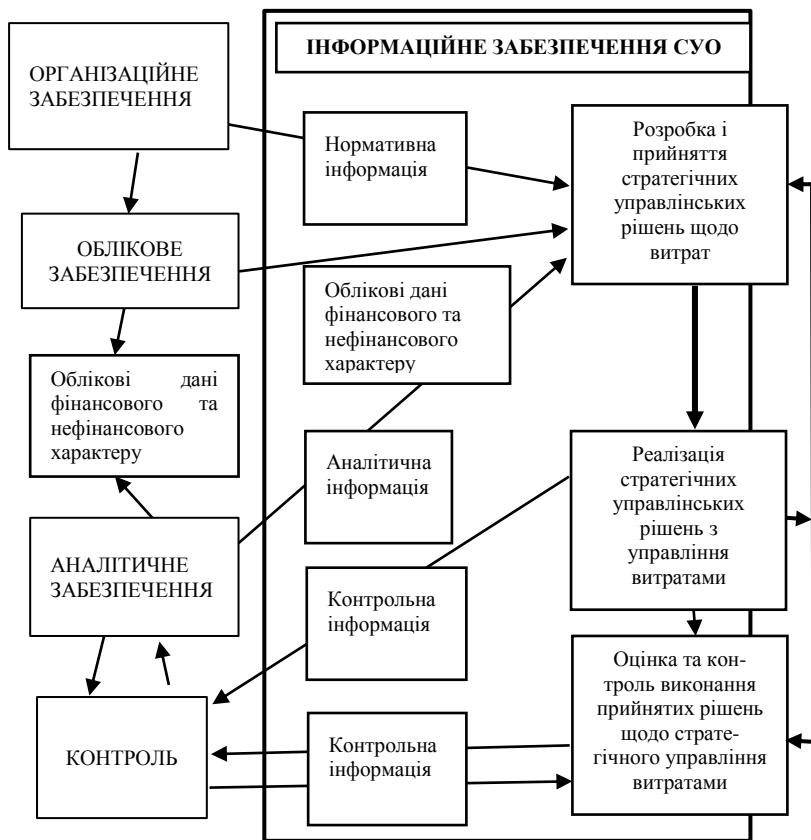 ІНФОРМАЦІЙНЕ ЗАБЕЗПЕЧЕННЯ СУО
ОРГАНІЗАЦІЙНЕ
ЗАБЕЗПЕЧЕННЯ
ОБЛІКОВЕ
ЗАБЕЗПЕЧЕННЯ
Облікові дані
фінансового та
нефінансового
характеру
АНАЛІТИЧНЕ
ЗАБЕЗПЕЧЕННЯ
КОНТРОЛЬ
Нормативна
інформація
Облікові дані
фінансового та
нефінансового
характеру
Аналітична
інформація
Контрольна
інформація
Контрольна
інформація
Розробка і
прийняття
стратегічних
управлінських
рішень щодо
витрат
Реалізація
стратегічних
управлінських
рішень з
управління
витратами
Оцінка та кон-
троль виконання
прийнятих рішень
щодо страте-
гічного управління
витратами